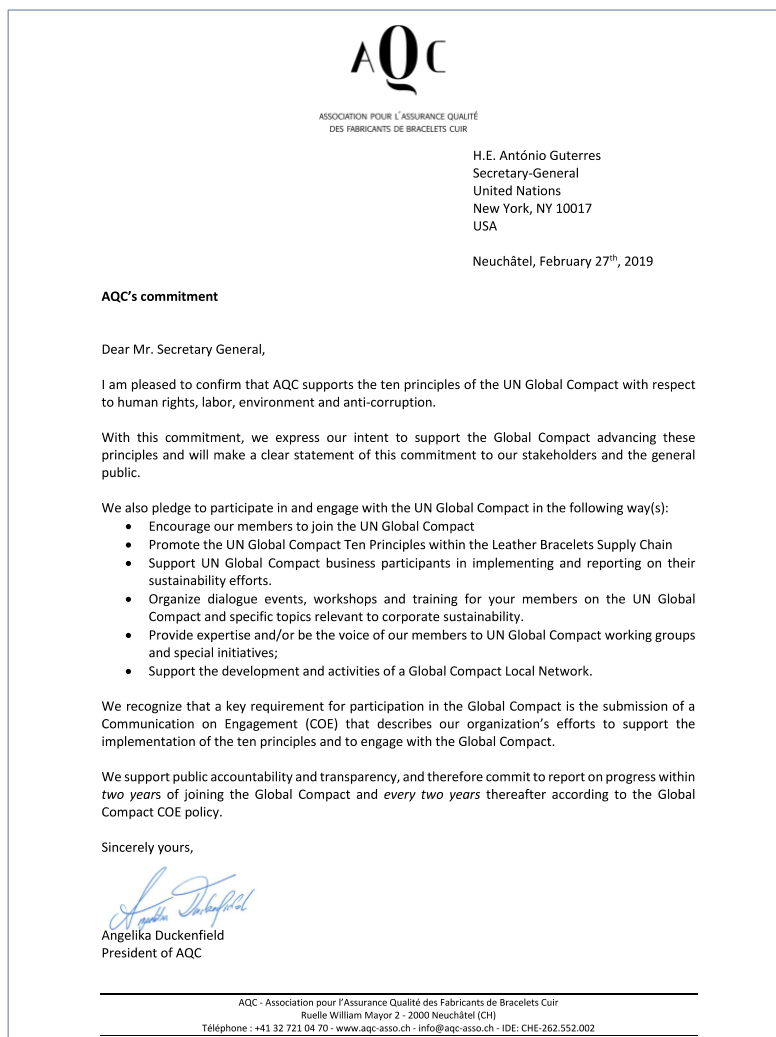 AQC
ASSOCIATION POUR L'ASSURANCE QUALITÉ
DES FABRICANTS DE BRACELETS CUIR
H.E. António Guterres
Secretary-General
United Nations
New York, NY 10017
USA
Neuchâtel, February 27th, 2019
AQC’s commitment
Dear Mr. Secretary General,
I am pleased to confirm that AQC supports the ten principles of the UN Global Compact with respect
to human rights, labor, environment and anti-corruption.
With this commitment, we express our intent to support the Global Compact advancing these
principles and will make a clear statement of this commitment to our stakeholders and the general
public.
We also pledge to participate in and engage with the UN Global Compact in the following way(s):
• Encourage our members to join the UN Global Compact
• Promote the UN Global Compact Ten Principles within the Leather Bracelets Supply Chain
• Support UN Global Compact business participants in implementing and reporting on their
sustainability efforts.
• Organize dialogue events, workshops and training for your members on the UN Global
Compact and specific topics relevant to corporate sustainability.
• Provide expertise and/or be the voice of our members to UN Global Compact working groups
and special initiatives;
• Support the development and activities of a Global Compact Local Network.
We recognize that a key requirement for participation in the Global Compact is the submission of a
Communication on Engagement (COE) that describes our organization’s efforts to support the
implementation of the ten principles and to engage with the Global Compact.
We support public accountability and transparency, and therefore commit to report on progress within
two years of joining the Global Compact and every two years thereafter according to the Global
Compact COE policy.
Sincerely yours,
Angelika Duckenfield
Angelika Duckenfield
President of AQC
AQC - Association pour l’Assurance Qualité des Fabricants de Bracelets Cuir
Ruelle William Mayor 2 - 2000 Neuchâtel (CH)
Téléphone : +41 32 721 04 70 - www.aqc-asso.ch - info@aqc-asso.ch - IDE: CHE-262.552.002